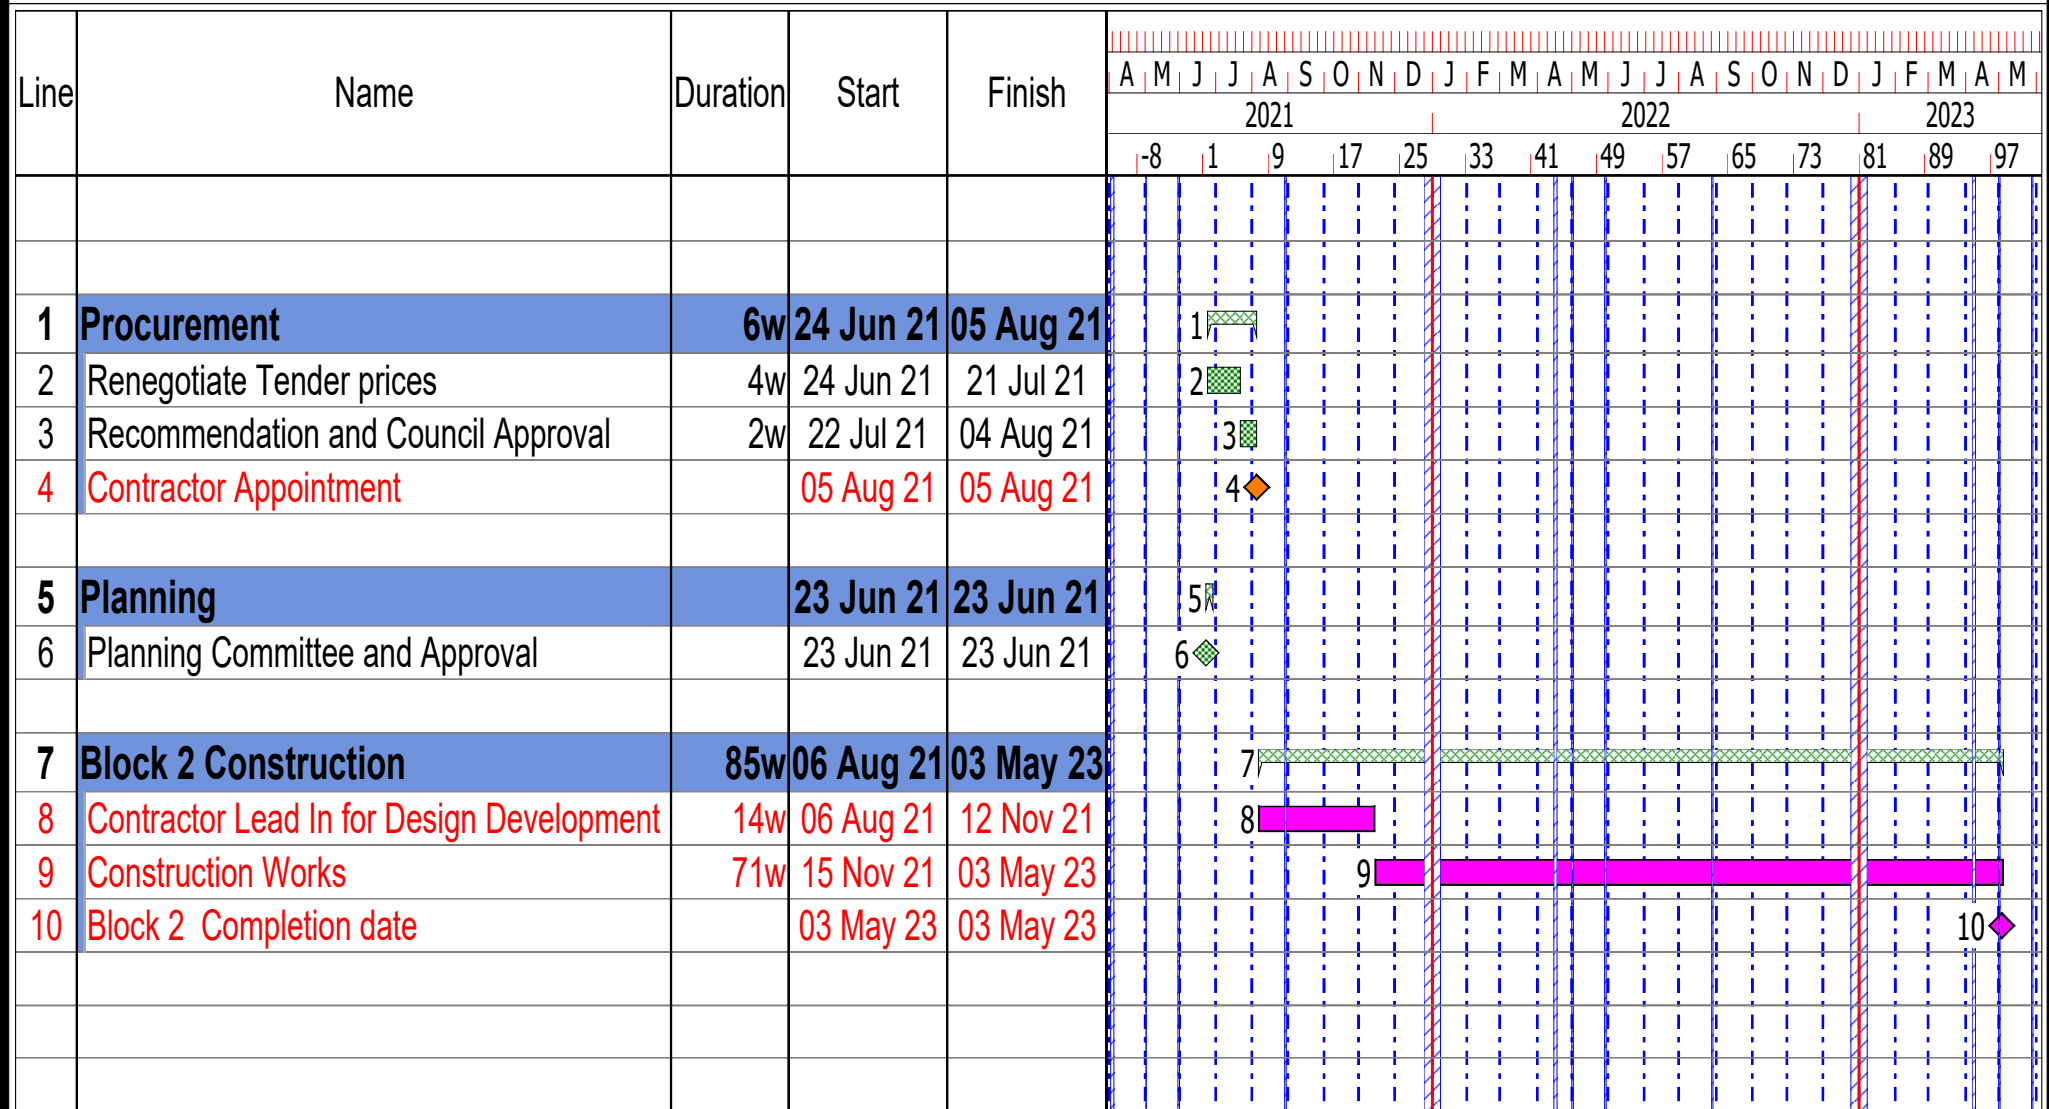 Line Name Duration Start Finish
A M J J A S O N D J F M A M J J A S O N D J F M A M
2021 2022 2023
-8 1 9 17 25 33 41 49 57 65 73 81 89 97
1 Procurement 6w 24 Jun 21 05 Aug 21 1
2 Renegotiate Tender prices 4w 24 Jun 21 21 Jul 21 2
3 Recommendation and Council Approval 2w 22 Jul 21 04 Aug 21 3
4 Contractor Appointment 05 Aug 21 05 Aug 21 4
5 Planning 23 Jun 21 23 Jun 21 5
6 Planning Committee and Approval 23 Jun 21 23 Jun 21 6
7 Block 2 Construction 85w 06 Aug 21 03 May 23 7
8 Contractor Lead In for Design Development 14w 06 Aug 21 12 Nov 21 8
9 Construction Works 71w 15 Nov 21 03 May 23 9
10 Block 2 Completion date 03 May 23 03 May 23 10